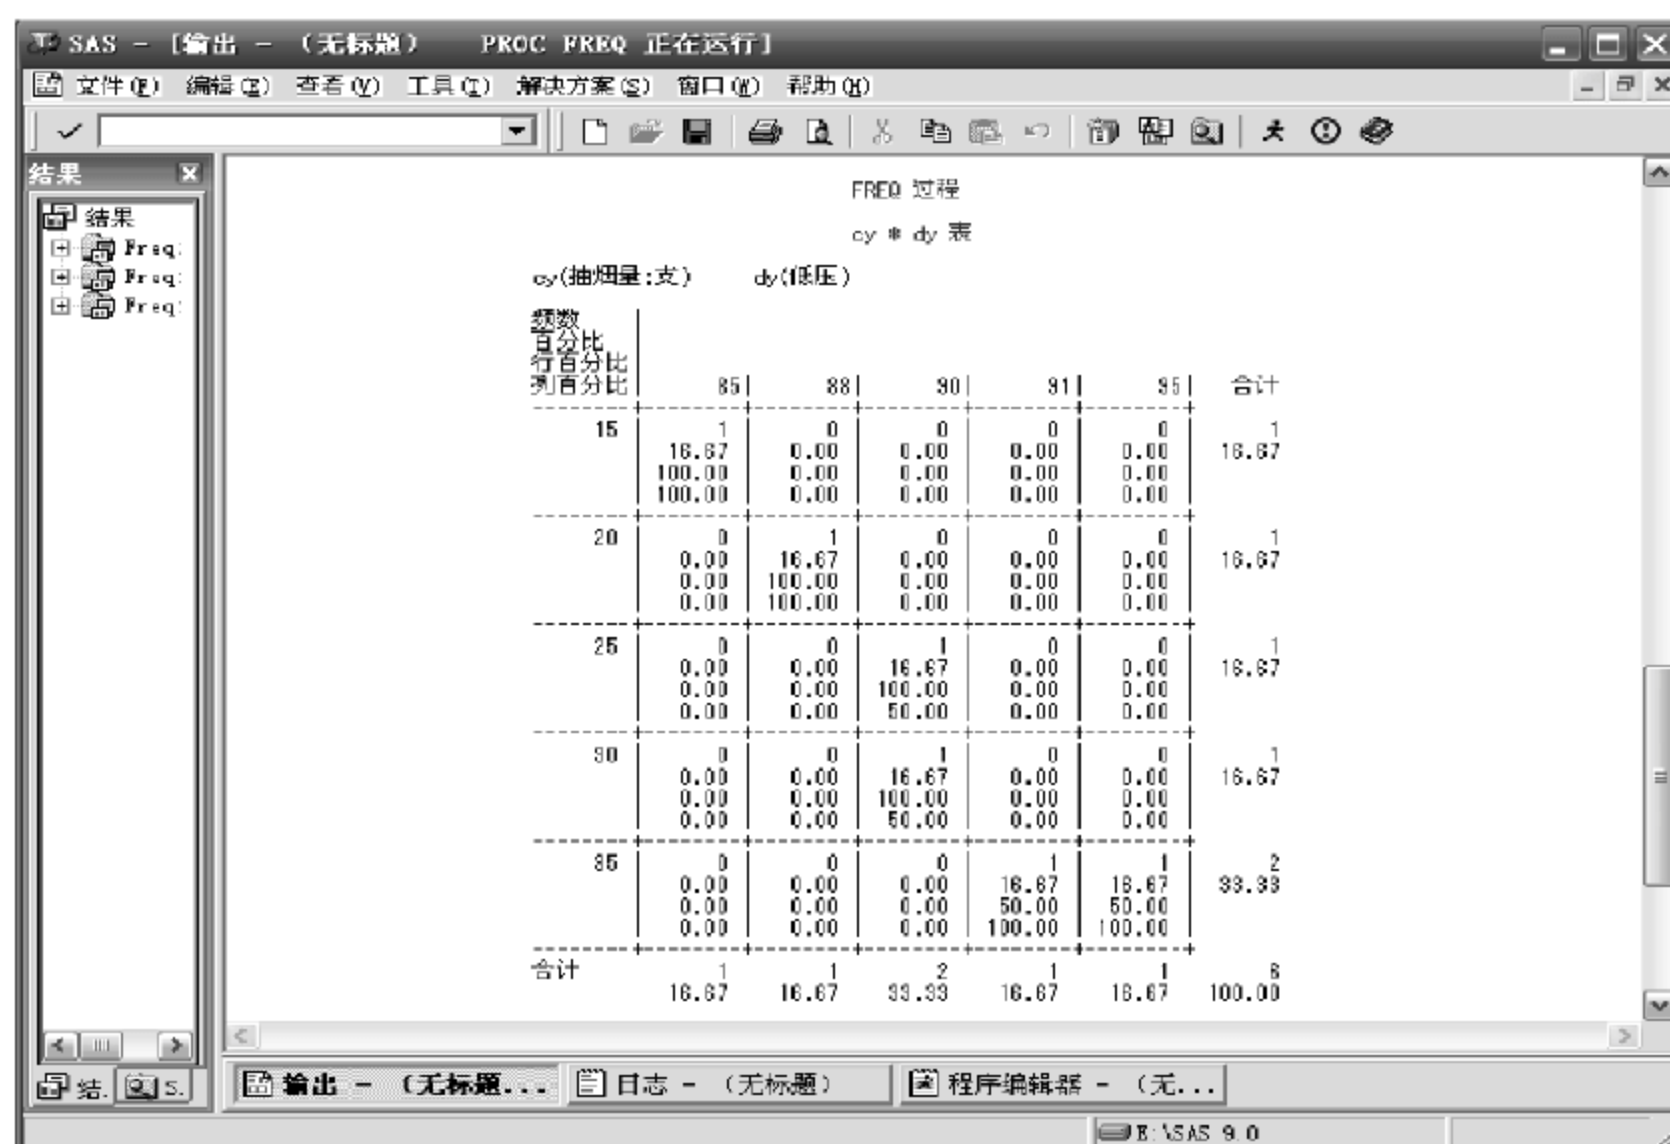 SAS - [输出 - (无标题) PROC FREQ 正在运行]
文件(F) 编辑(E) 查看(V) 工具(T) 解决方案(S) 窗口(W) 帮助(H)
结果
结果
Freq:
Freq:
Freq:
FREQ 过程
cy * dy 表
cy(抽烟量:支) dy(低压)
频数
百分比
行百分比
列百分比 85 88 90 91 95 合计
15 1 0 0 0 0 1
16.67 0.00 0.00 0.00 0.00 16.67
100.00 0.00 0.00 0.00 0.00
100.00 0.00 0.00 0.00 0.00
20 0 1 0 0 0 1
0.00 16.67 0.00 0.00 0.00 16.67
0.00 100.00 0.00 0.00 0.00
0.00 100.00 0.00 0.00 0.00
25 0 0 1 0 0 1
0.00 0.00 16.67 0.00 0.00 16.67
0.00 0.00 100.00 0.00 0.00
0.00 0.00 50.00 0.00 0.00
30 0 0 1 0 0 1
0.00 0.00 16.67 0.00 0.00 16.67
0.00 0.00 100.00 0.00 0.00
0.00 0.00 50.00 0.00 0.00
35 0 0 0 1 1 2
0.00 0.00 0.00 16.67 16.67 33.33
0.00 0.00 0.00 50.00 50.00
0.00 0.00 0.00 100.00 100.00
合计 1 1 2 1 1 6
16.67 16.67 33.33 16.67 16.67 100.00
结. S.
输出 - (无标题... 日志 - (无标题) 程序编辑器 - (无...
E:\SAS 9.0